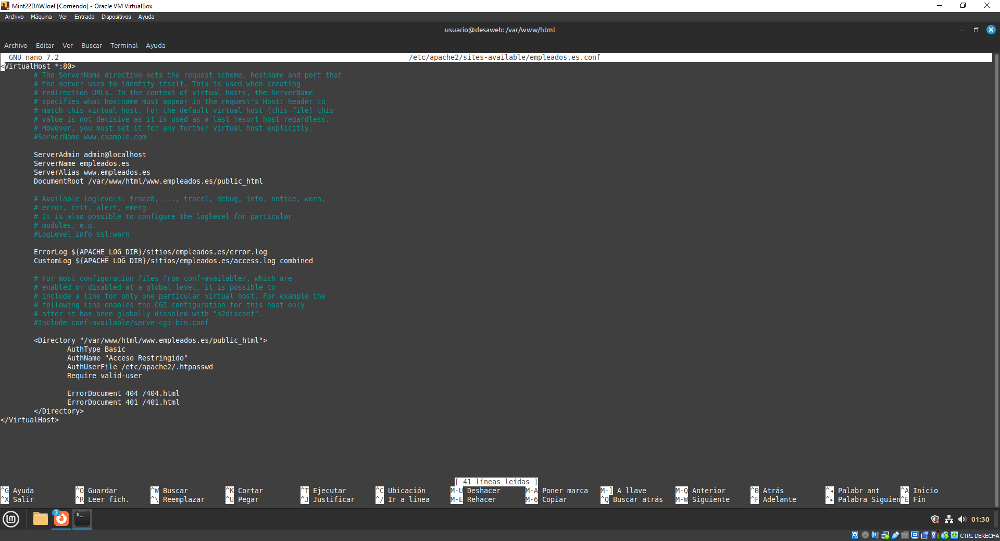 Mint22DAWJoel [Corriendo] - Oracle VM VirtualBox
Archivo Máquina Ver Entrada Dispositivos Ayuda
usuario@desaweb: /var/www/html
Archivo Editar Ver Buscar Terminal Ayuda
GNU nano 7.2 /etc/apache2/sites-available/empleados.es.conf
<VirtualHost *:80>
# The ServerName directive sets the request scheme, hostname and port that
# the server uses to identify itself. This is used when creating
# redirection URLs. In the context of virtual hosts, the ServerName
# specifies what hostname must appear in the request's Host: header to
# match this virtual host. For the default virtual host (this file) this
# value is not decisive as it is used as a last resort host regardless.
# However, you must set it for any further virtual host explicitly.
#ServerName www.example.com
ServerAdmin admin@localhost
ServerName empleados.es
ServerAlias www.empleados.es
DocumentRoot /var/www/html/www.empleados.es/public_html
# Available loglevels: trace8, ..., trace1, debug, info, notice, warn,
# error, crit, alert, emerg.
# It is also possible to configure the loglevel for particular
# modules, e.g.
#LogLevel info ssl:warn
ErrorLog ${APACHE_LOG_DIR}/sitios/empleados.es/error.log
CustomLog ${APACHE_LOG_DIR}/sitios/empleados.es/access.log combined
# For most configuration files from conf-available/, which are
# enabled or disabled at a global level, it is possible to
# include a line for only one particular virtual host. For example the
# following line enables the CGI configuration for this host only
# after it has been globally disabled with "a2disconf".
#Include conf-available/serve-cgi-bin.conf
<Directory "/var/www/html/www.empleados.es/public_html">
AuthType Basic
AuthName "Acceso Restringido"
AuthUserFile /etc/apache2/.htpasswd
Require valid-user
ErrorDocument 404 /404.html
ErrorDocument 401 /401.html
</Directory>
</VirtualHost>
[ 41 líneas leídas ]
^G Ayuda ^O Guardar ^W Buscar ^K Cortar ^T Ejecutar ^C Ubicación M-U Deshacer M-A Poner marca M-] A llave M-Q Anterior ^B Atrás ^◂ Palabr ant ^A Inicio
^X Salir ^R Leer fich. ^\ Reemplazar ^U Pegar ^J Justificar ^/ Ir a línea M-E Rehacer M-6 Copiar ^Q Buscar atrás M-W Siguiente ^F Adelante ^▸ Palabra Siguien ^E Fin
3
$_
01:30
CTRL DERECHA